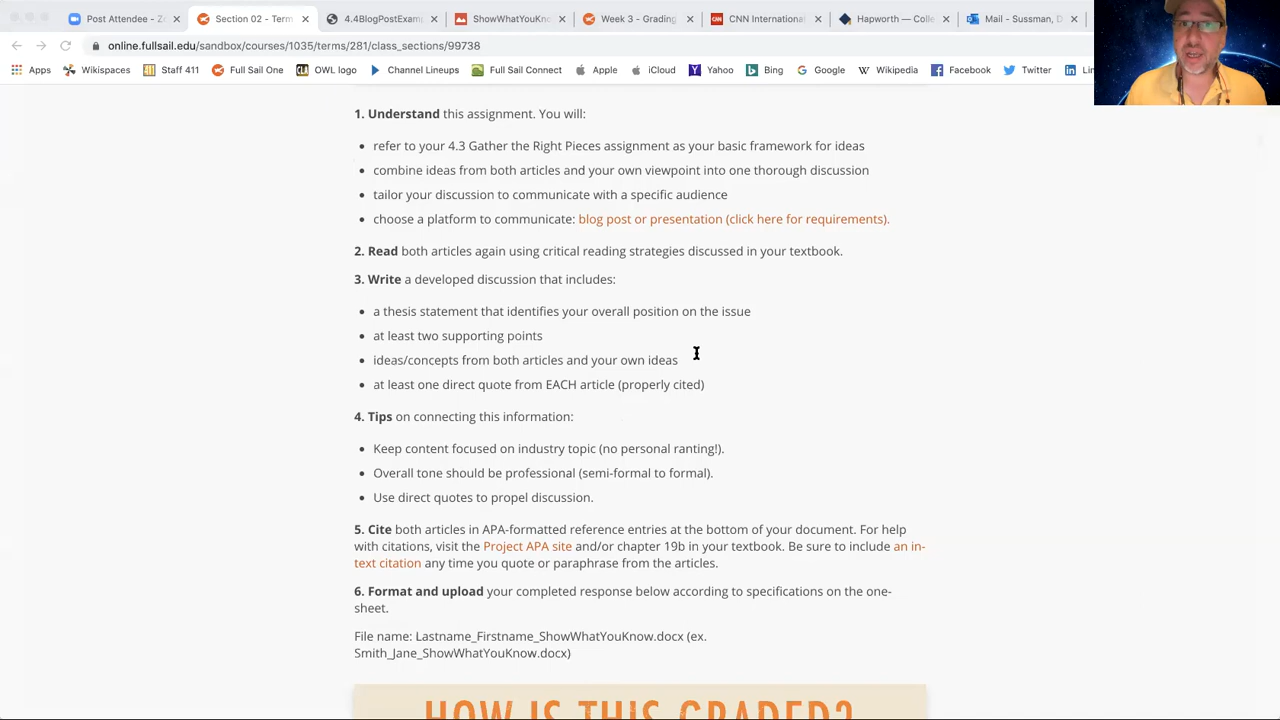 Post Attendee - Zo
Section 02 - Term
4.4BlogPostExam
ShowWhatYouKno
Week 3 - Grading
CNN International
Hapworth — Colle
Mail - Sussman, D
online.fullsail.edu/sandbox/courses/1035/terms/281/class_sections/99738
Apps Wikispaces Staff 411 Full Sail One OWL logo Channel Lineups Full Sail Connect Apple iCloud Yahoo Bing Google Wikipedia Facebook Twitter Lin
1. Understand this assignment. You will:
• refer to your 4.3 Gather the Right Pieces assignment as your basic framework for ideas
• combine ideas from both articles and your own viewpoint into one thorough discussion
• tailor your discussion to communicate with a specific audience
• choose a platform to communicate: blog post or presentation (click here for requirements).
2. Read both articles again using critical reading strategies discussed in your textbook.
3. Write a developed discussion that includes:
• a thesis statement that identifies your overall position on the issue
• at least two supporting points
• ideas/concepts from both articles and your own ideas
• at least one direct quote from EACH article (properly cited)
4. Tips on connecting this information:
• Keep content focused on industry topic (no personal ranting!).
• Overall tone should be professional (semi-formal to formal).
• Use direct quotes to propel discussion.
5. Cite both articles in APA-formatted reference entries at the bottom of your document. For help
with citations, visit the Project APA site and/or chapter 19b in your textbook. Be sure to include an in-
text citation any time you quote or paraphrase from the articles.
6. Format and upload your completed response below according to specifications on the one-
sheet.
File name: Lastname_Firstname_ShowWhatYouKnow.docx (ex.
Smith_Jane_ShowWhatYouKnow.docx)
HOW IS THIS GRADED?